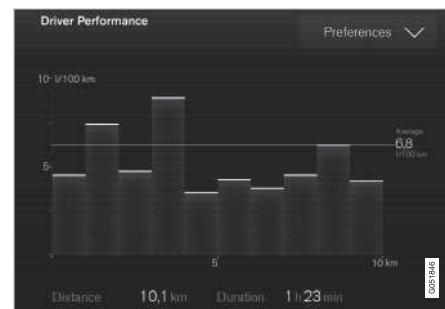 Driver Performance
Preferences
10- l/100 km
Average
6,8
l/100 km
5-
5
10 km
Distance 10,1 km Duration 1 h 23 min
G051846